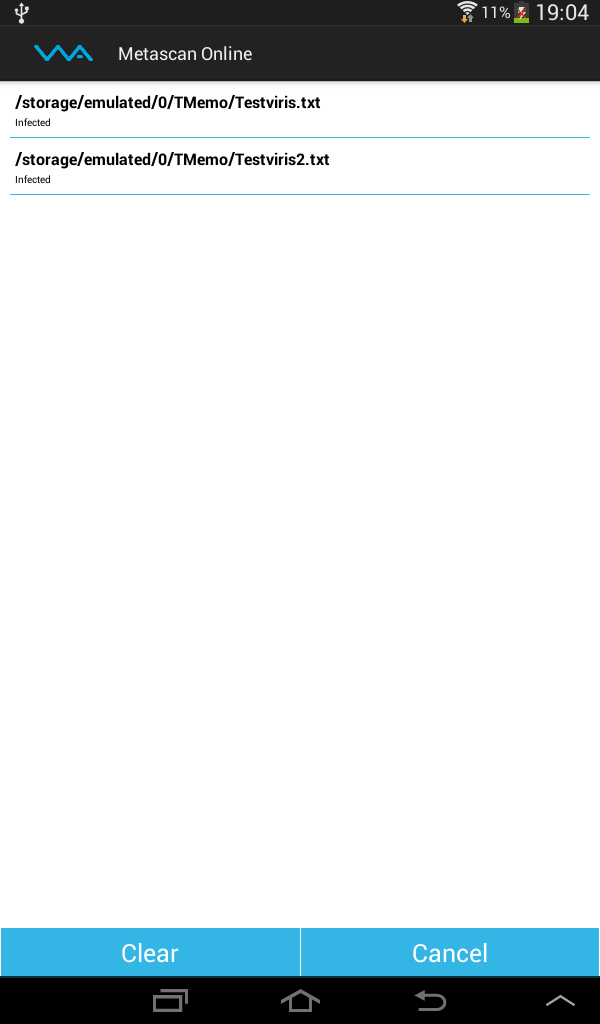 11% 19:04
Metascan Online
/storage/emulated/0/TMemo/Testviris.txt
Infected
/storage/emulated/0/TMemo/Testviris2.txt
Infected
Clear Cancel